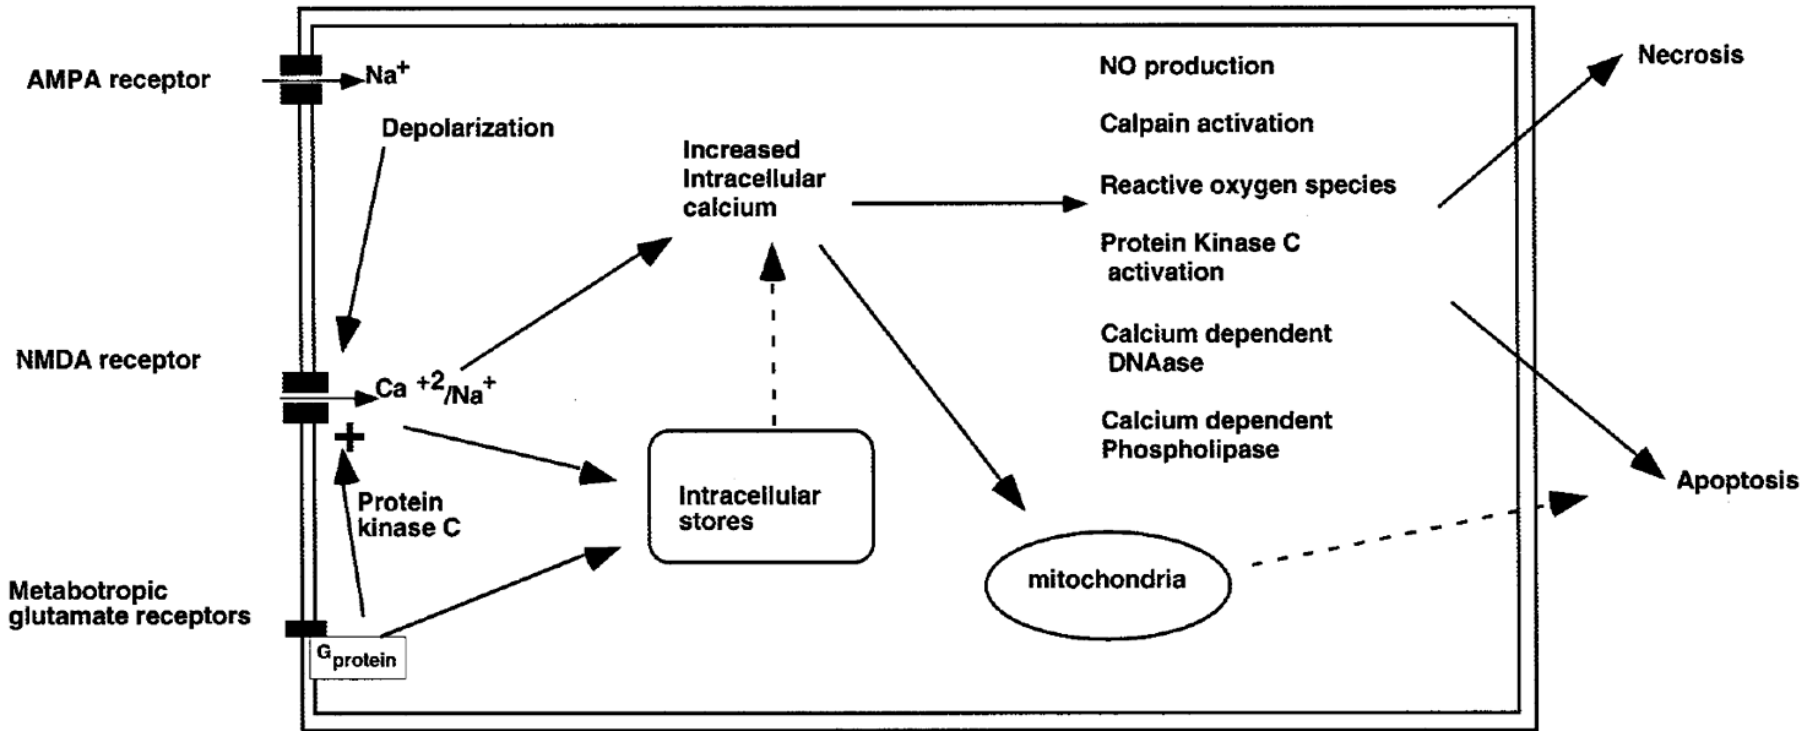 AMPA receptor
Na+
Depolarization
NMDA receptor
Ca +2/Na+
+
Protein
kinase C
Metabotropic
glutamate receptors
Gprotein
Increased
Intracellular
calcium
Intracellular
stores
mitochondria
NO production
Calpain activation
Reactive oxygen species
Protein Kinase C
activation
Calcium dependent
DNAase
Calcium dependent
Phospholipase
Necrosis
Apoptosis